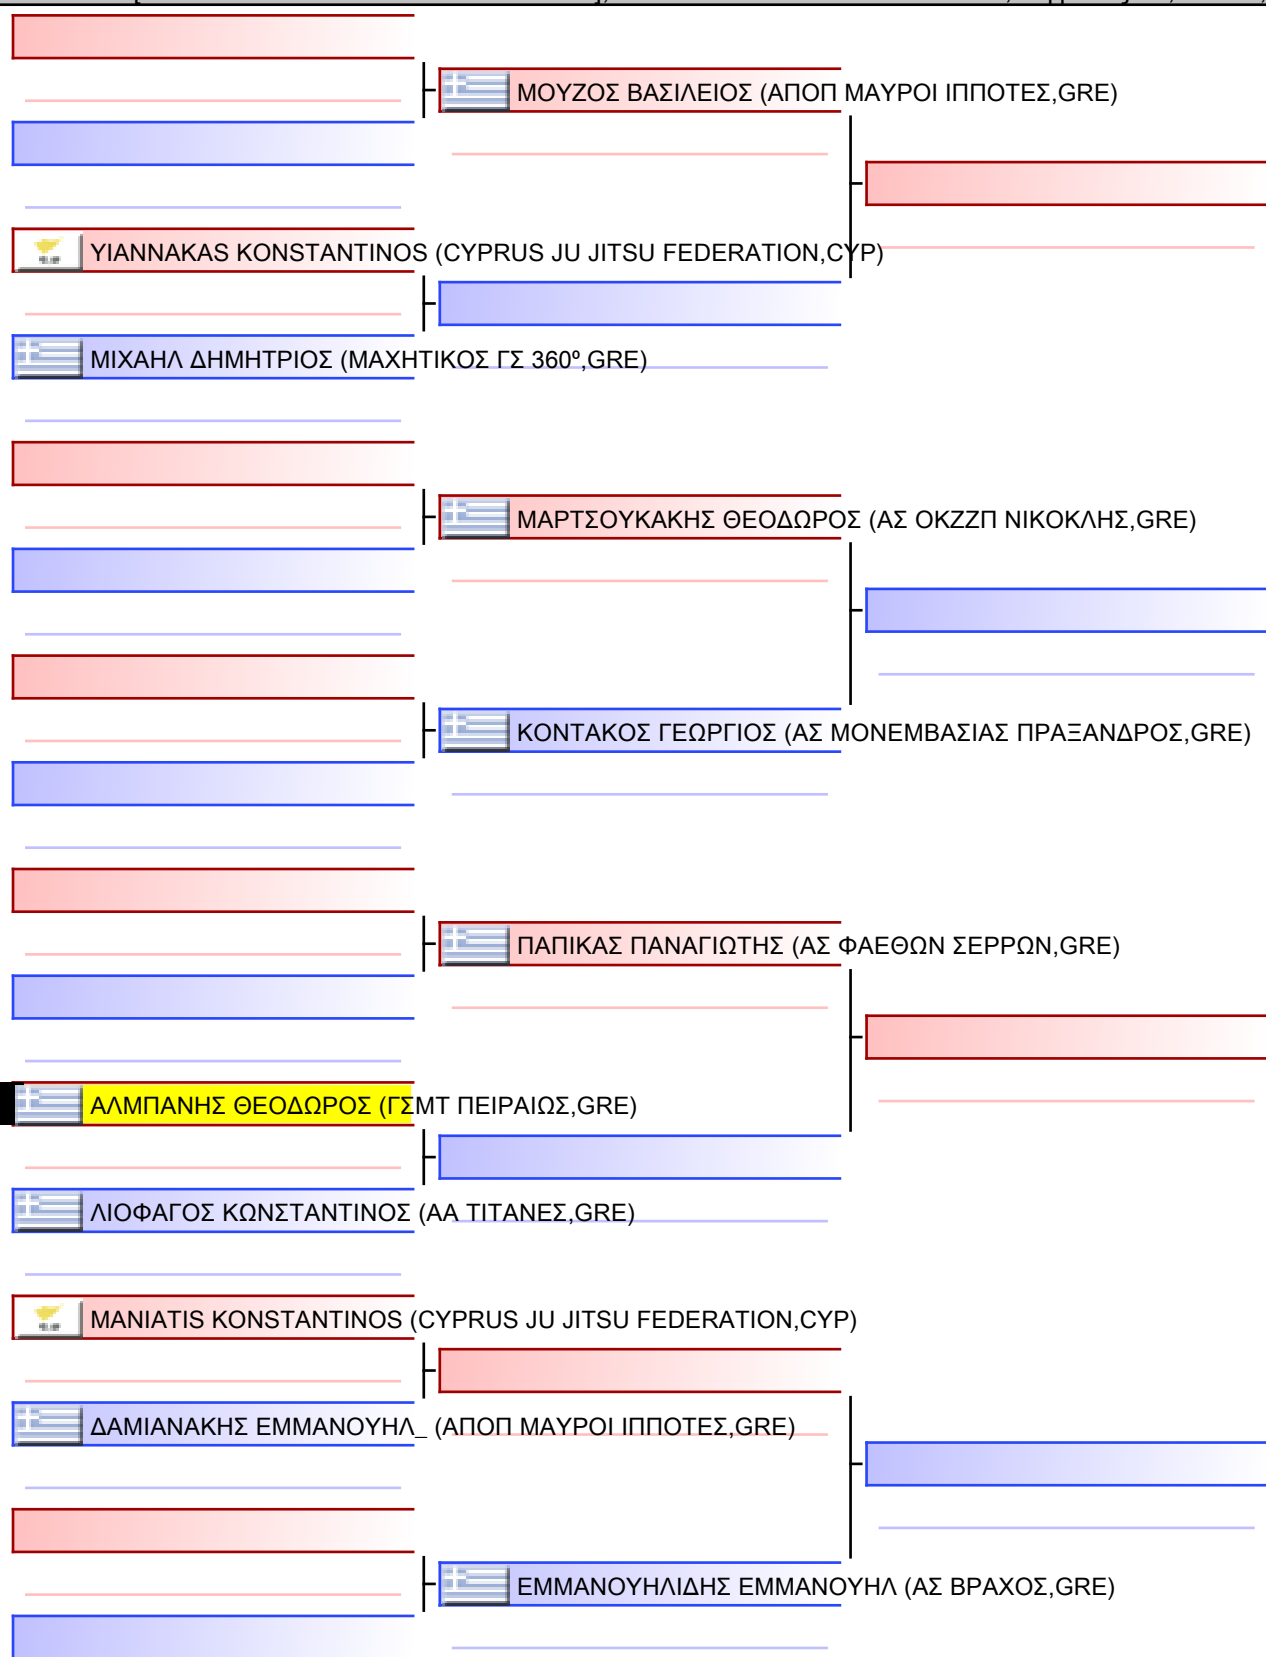 ΜΟΥΖΟΣ ΒΑΣΙΛΕΙΟΣ (ΑΠΟΠ ΜΑΥΡΟΙ ΙΠΠΟΤΕΣ,GRE)
YIANNAKAS KONSTANTINOS (CYPRUS JU JITSU FEDERATION,CYP)
ΜΙΧΑΗΛ ΔΗΜΗΤΡΙΟΣ (ΜΑΧΗΤΙΚΟΣ ΓΣ 360º,GRE)
ΜΑΡΤΣΟΥΚΑΚΗΣ ΘΕΟΔΩΡΟΣ (ΑΣ ΟΚΖΖΠ ΝΙΚΟΚΛΗΣ,GRE)
ΚΟΝΤΑΚΟΣ ΓΕΩΡΓΙΟΣ (ΑΣ ΜΟΝΕΜΒΑΣΙΑΣ ΠΡΑΞΑΝΔΡΟΣ,GRE)
ΠΑΠΙΚΑΣ ΠΑΝΑΓΙΩΤΗΣ (ΑΣ ΦΑΕΘΩΝ ΣΕΡΡΩΝ,GRE)
ΑΛΜΠΑΝΗΣ ΘΕΟΔΩΡΟΣ (ΓΣΜΤ ΠΕΙΡΑΙΩΣ,GRE)
ΛΙΟΦΑΓΟΣ ΚΩΝΣΤΑΝΤΙΝΟΣ (ΑΑ ΤΙΤΑΝΕΣ,GRE)
MANIATIS KONSTANTINOS (CYPRUS JU JITSU FEDERATION,CYP)
ΔΑΜΙΑΝΑΚΗΣ ΕΜΜΑΝΟΥΗΛ_ (ΑΠΟΠ ΜΑΥΡΟΙ ΙΠΠΟΤΕΣ,GRE)
ΕΜΜΑΝΟΥΗΛΙΔΗΣ ΕΜΜΑΝΟΥΗΛ (ΑΣ ΒΡΑΧΟΣ,GRE)